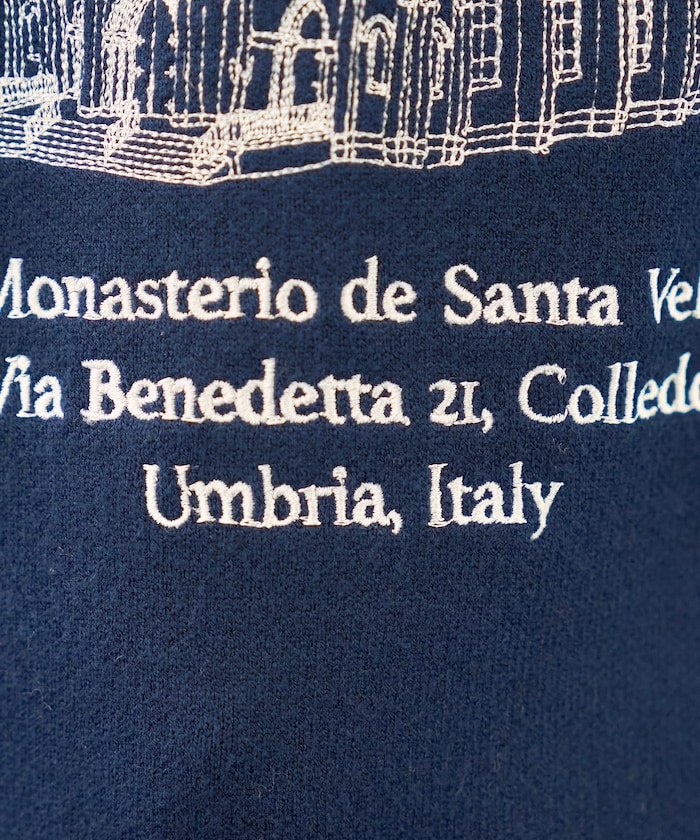 Monasterio de Santa
Via Benedetta 21,
Umbria, Italy